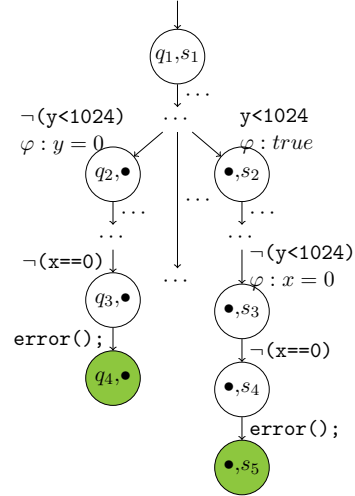 q₁,s₁
...
...
¬(y<1024)
φ : y = 0
y<1024
φ : true
q₂,•
•,s₂
...
...
...
...
...
¬(x==0)
¬(y<1024)
φ : x = 0
...
q₃,•
•,s₃
error();
¬(x==0)
q₄,•
•,s₄
error();
•,s₅